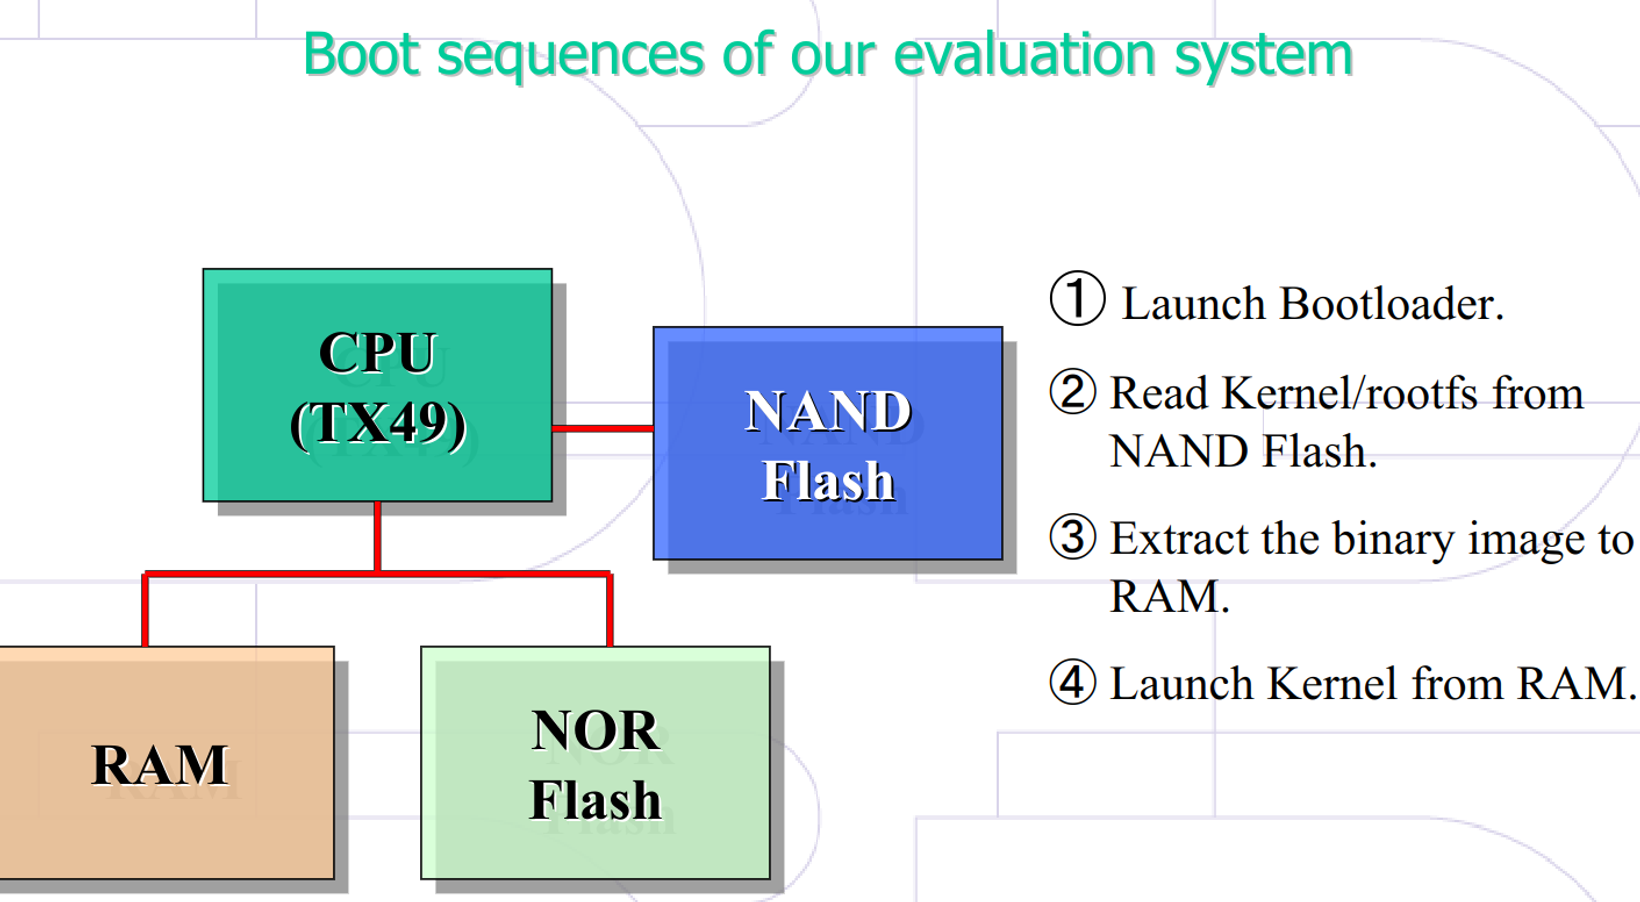 Boot sequences of our evaluation system
CPU
(TX49)
NAND
Flash
RAM
NOR
Flash
① Launch Bootloader.
② Read Kernel/rootfs from
NAND Flash.
③ Extract the binary image to
RAM.
④ Launch Kernel from RAM.